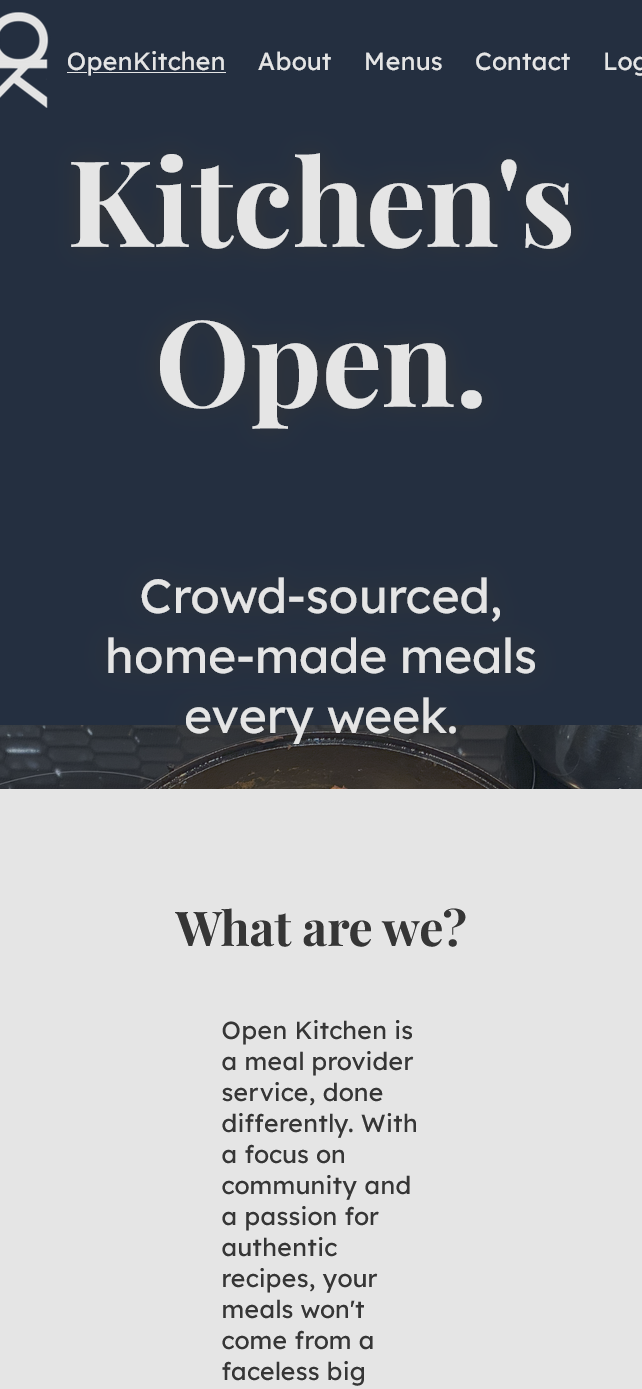 OK
OpenKitchen About Menus Contact Log
Kitchen's
Open.
Crowd-sourced,
home-made meals
every week.
What are we?
Open Kitchen is
a meal provider
service, done
differently. With
a focus on
community and
a passion for
authentic
recipes, your
meals won't
come from a
faceless big